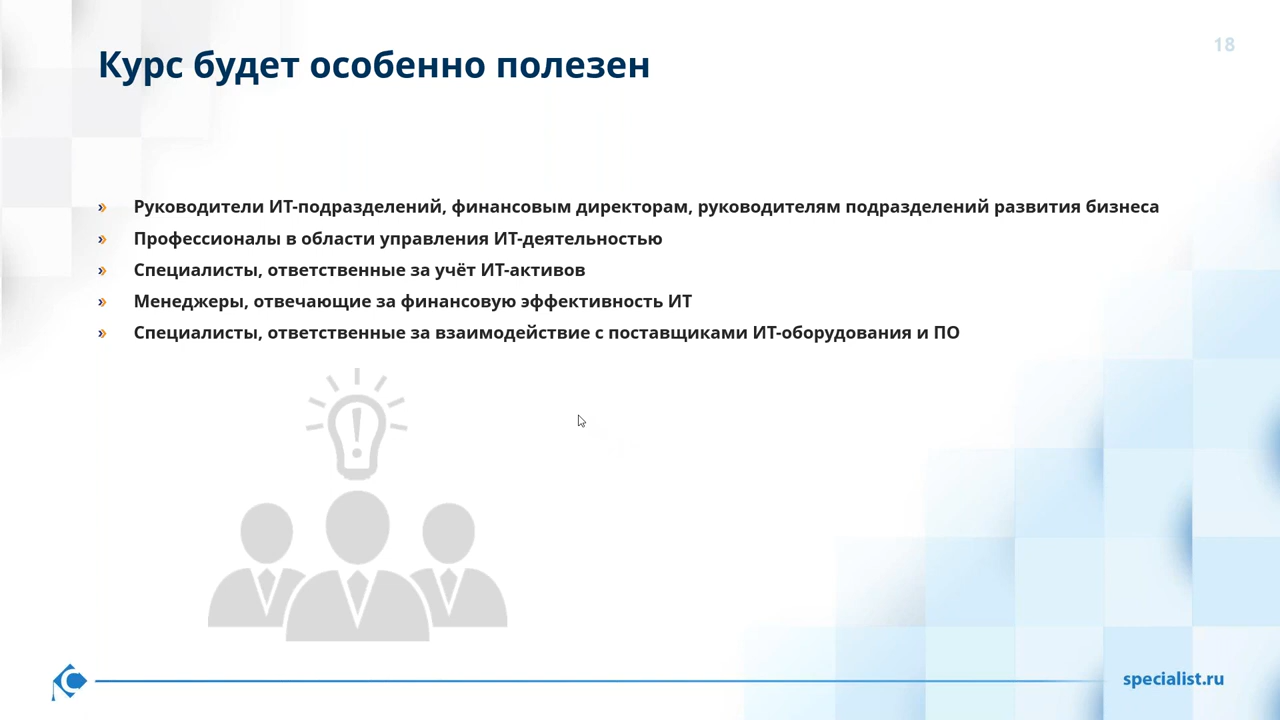 18
Курс будет особенно полезен
» Руководители ИТ-подразделений, финансовым директорам, руководителям подразделений развития бизнеса
» Профессионалы в области управления ИТ-деятельностью
» Специалисты, ответственные за учёт ИТ-активов
» Менеджеры, отвечающие за финансовую эффективность ИТ
» Специалисты, ответственные за взаимодействие с поставщиками ИТ-оборудования и ПО
specialist.ru